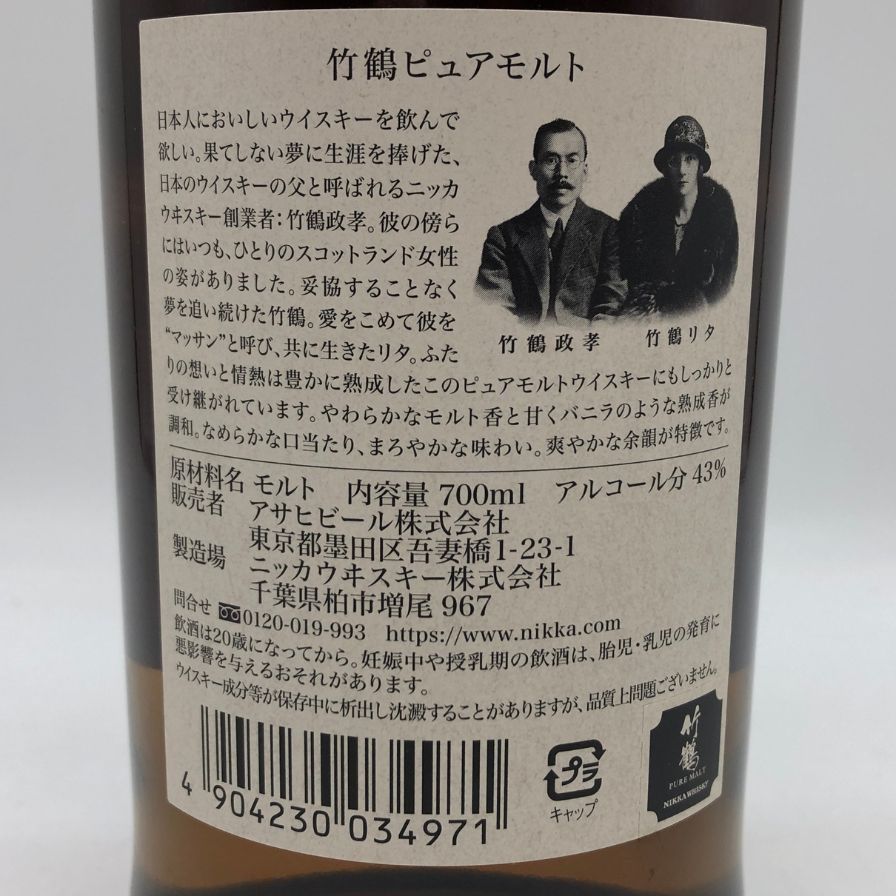 竹鶴ピュアモルト
日本人においしいウイスキーを飲んで
欲しい。果てしない夢に生涯を捧げた、
日本のウイスキーの父と呼ばれるニッカ
ウヰスキー創業者：竹鶴政孝。彼の傍ら
にはいつも、ひとりのスコットランド女性
の姿がありました。妥協することなく
夢を追い続けた竹鶴。愛をこめて彼を
“マッサン”と呼び、共に生きたリタ。ふた
りの想いと情熱は豊かに熟成したこのピュアモルトウイスキーにもしっかりと
受け継がれています。やわらかなモルト香と甘くバニラのような熟成香が
調和。なめらかな口当たり、まろやかな味わい。爽やかな余韻が特徴です。
竹鶴政孝
竹鶴リタ
原材料名 モルト 内容量 700ml アルコール分 43%
販売者 アサヒビール株式会社
東京都墨田区吾妻橋1-23-1
製造場 ニッカウヰスキー株式会社
千葉県柏市増尾 967
問合せ 0120-019-993 https://www.nikka.com
飲酒は20歳になってから。妊娠中や授乳期の飲酒は、胎児・乳児の発育に
悪影響を与えるおそれがあります。
ウイスキー成分等が保存中に析出し沈澱することがありますが、品質上問題ございません。
4 904230 034971
プラ
キャップ
竹鶴
PURE MALT
NIKKA WHISKY